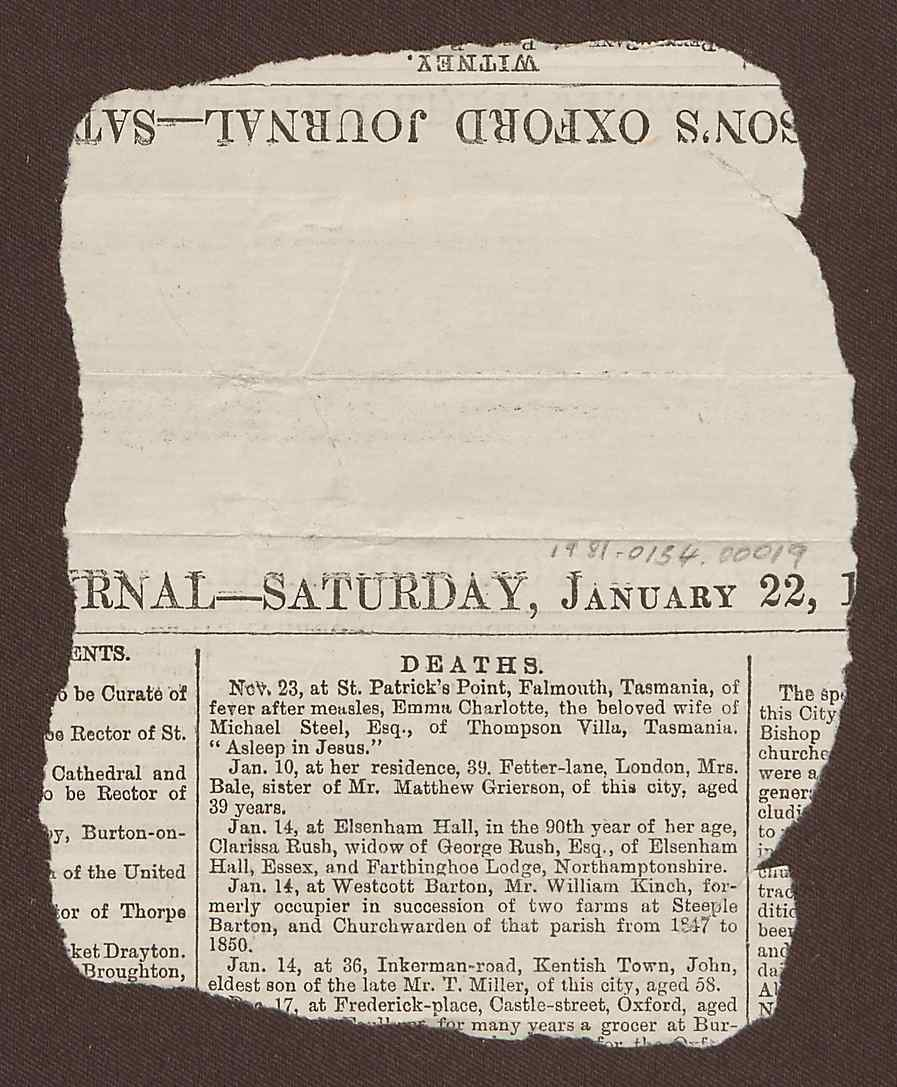 WITNEY.
SON'S OXFORD JOURNAL—SAT
1981-0134.00019
RNAL—SATURDAY, JANUARY 22,
ENTS.
be Curate of
Rector of St.
Cathedral and
be Rector of
Burton-on-
of the United
of Thorpe
ket Drayton.
Broughton,
DEATHS.
Nov. 23, at St. Patrick's Point, Falmouth, Tasmania, of
fever after measles, Emma Charlotte, the beloved wife of
Michael Steel, Esq., of Thompson Villa, Tasmania.
"Asleep in Jesus."
Jan. 10, at her residence, 39. Fetter-lane, London, Mrs.
Bale, sister of Mr. Matthew Grierson, of this city, aged
39 years.
Jan. 14, at Elsenham Hall, in the 90th year of her age,
Clarissa Rush, widow of George Rush, Esq., of Elsenham
Hall, Essex, and Farthinghoe Lodge, Northamptonshire.
Jan. 14, at Westcott Barton, Mr. William Kinch, for-
merly occupier in succession of two farms at Steeple
Barton, and Churchwarden of that parish from 1847 to
1850.
Jan. 14, at 36, Inkerman-road, Kentish Town, John,
eldest son of the late Mr. T. Miller, of this city, aged 58.
17, at Frederick-place, Castle-street, Oxford, aged
for many years a grocer at Bur-
for the
The
this City
Bishop
churche
were a
genera
cludi
to
trac
ditic
been
and